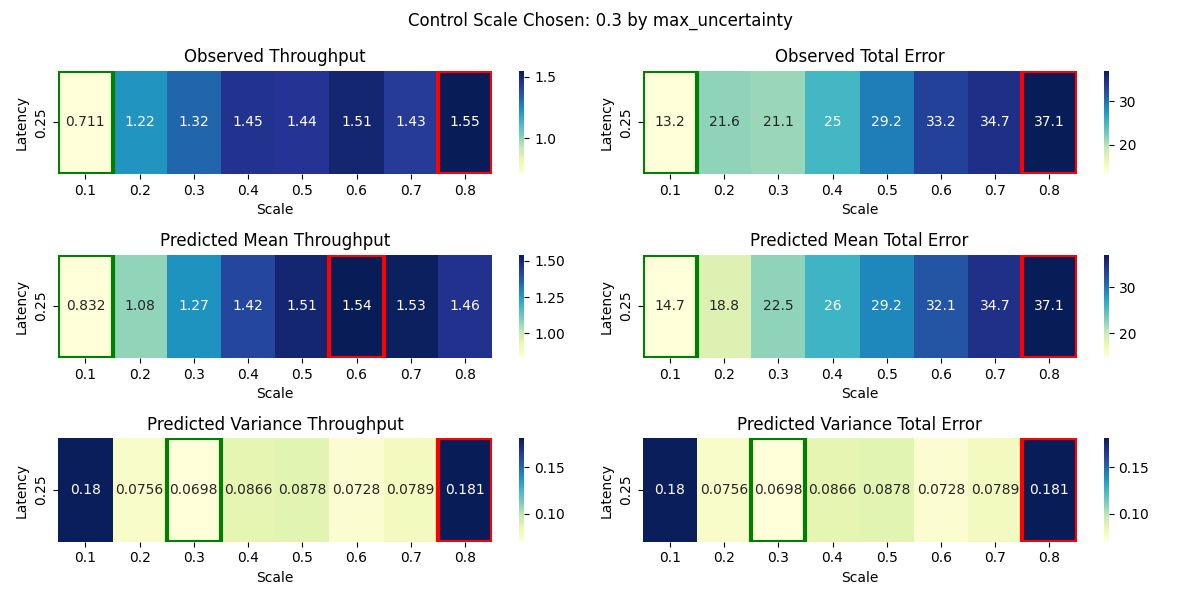 Control Scale Chosen: 0.3 by max_uncertainty
Observed Throughput
Latency
0.25
0.711 1.22 1.32 1.45 1.44 1.51 1.43 1.55
0.1 0.2 0.3 0.4 0.5 0.6 0.7 0.8
Scale
1.5
1.0
Observed Total Error
Latency
0.25
13.2 21.6 21.1 25 29.2 33.2 34.7 37.1
0.1 0.2 0.3 0.4 0.5 0.6 0.7 0.8
Scale
30
20
Predicted Mean Throughput
Latency
0.25
0.832 1.08 1.27 1.42 1.51 1.54 1.53 1.46
0.1 0.2 0.3 0.4 0.5 0.6 0.7 0.8
Scale
1.50
1.25
1.00
Predicted Mean Total Error
Latency
0.25
14.7 18.8 22.5 26 29.2 32.1 34.7 37.1
0.1 0.2 0.3 0.4 0.5 0.6 0.7 0.8
Scale
30
20
Predicted Variance Throughput
Latency
0.25
0.18 0.0756 0.0698 0.0866 0.0878 0.0728 0.0789 0.181
0.1 0.2 0.3 0.4 0.5 0.6 0.7 0.8
Scale
0.15
0.10
Predicted Variance Total Error
Latency
0.25
0.18 0.0756 0.0698 0.0866 0.0878 0.0728 0.0789 0.181
0.1 0.2 0.3 0.4 0.5 0.6 0.7 0.8
Scale
0.15
0.10